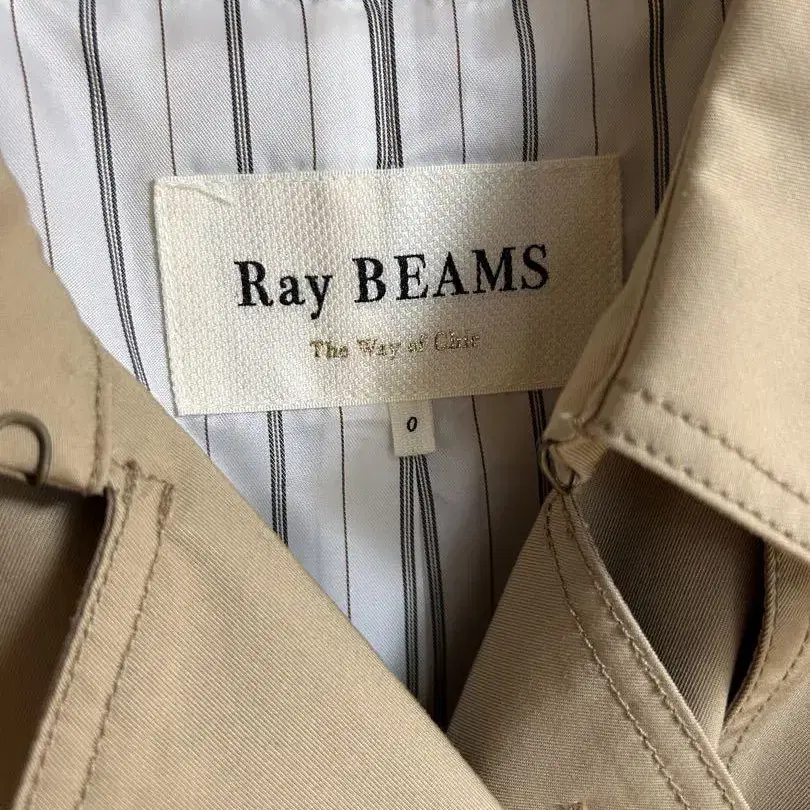 Ray BEAMS
The Way of Chic
0